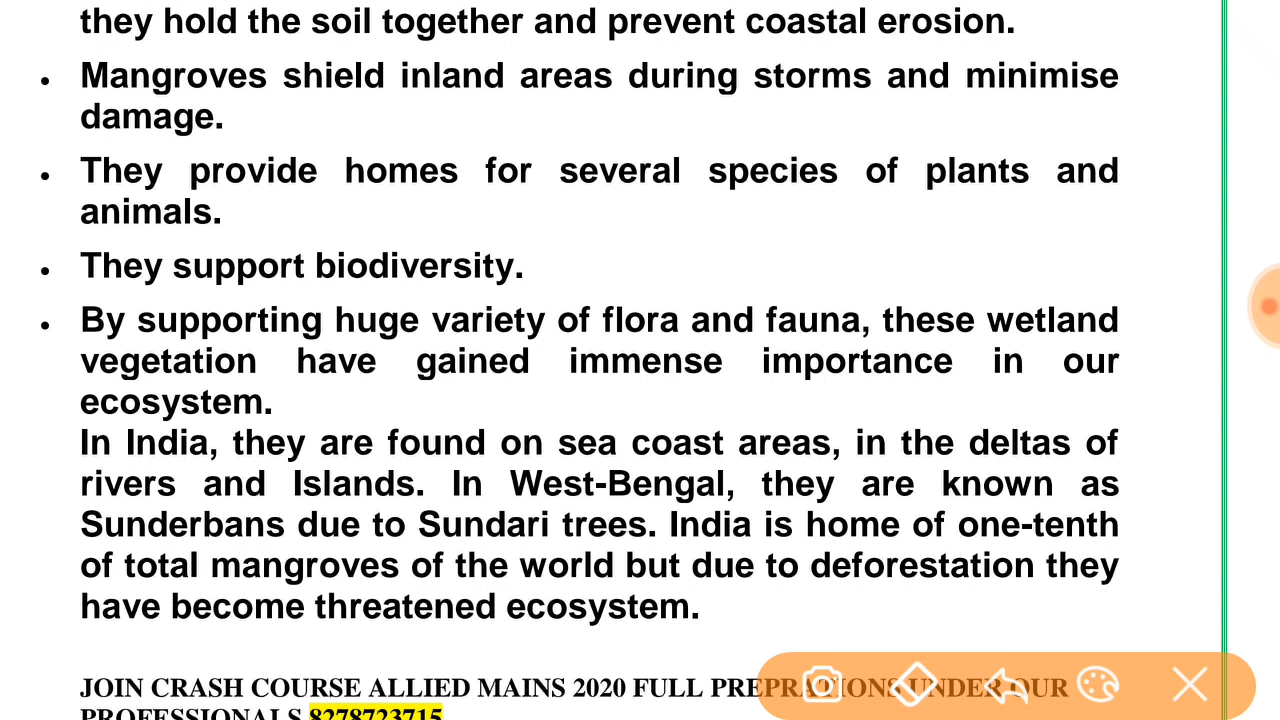 they hold the soil together and prevent coastal erosion.
• Mangroves shield inland areas during storms and minimise
damage.
• They provide homes for several species of plants and
animals.
• They support biodiversity.
• By supporting huge variety of flora and fauna, these wetland
vegetation have gained immense importance in our
ecosystem.
In India, they are found on sea coast areas, in the deltas of
rivers and Islands. In West-Bengal, they are known as
Sunderbans due to Sundari trees. India is home of one-tenth
of total mangroves of the world but due to deforestation they
have become threatened ecosystem.
JOIN CRASH COURSE ALLIED MAINS 2020 FULL PREPRATIONS UNDER OUR
PROFESSIONALS 8278723715